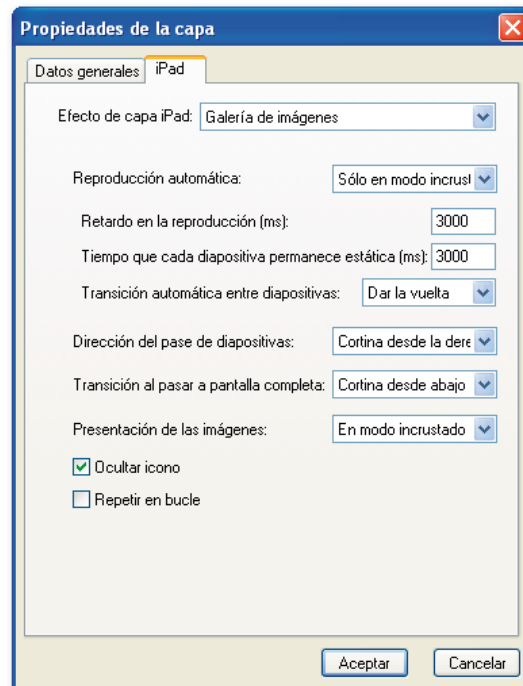 Propiedades de la capa
Datos generales iPad
Efecto de capa iPad: Galería de imágenes
Reproducción automática: Sólo en modo incrust
Retardo en la reproducción (ms): 3000
Tiempo que cada diapositiva permanece estática (ms): 3000
Transición automática entre diapositivas: Dar la vuelta
Dirección del pase de diapositivas: Cortina desde la dere
Transición al pasar a pantalla completa: Cortina desde abajo
Presentación de las imágenes: En modo incrustado
Ocultar icono
Repetir en bucle
Aceptar Cancelar